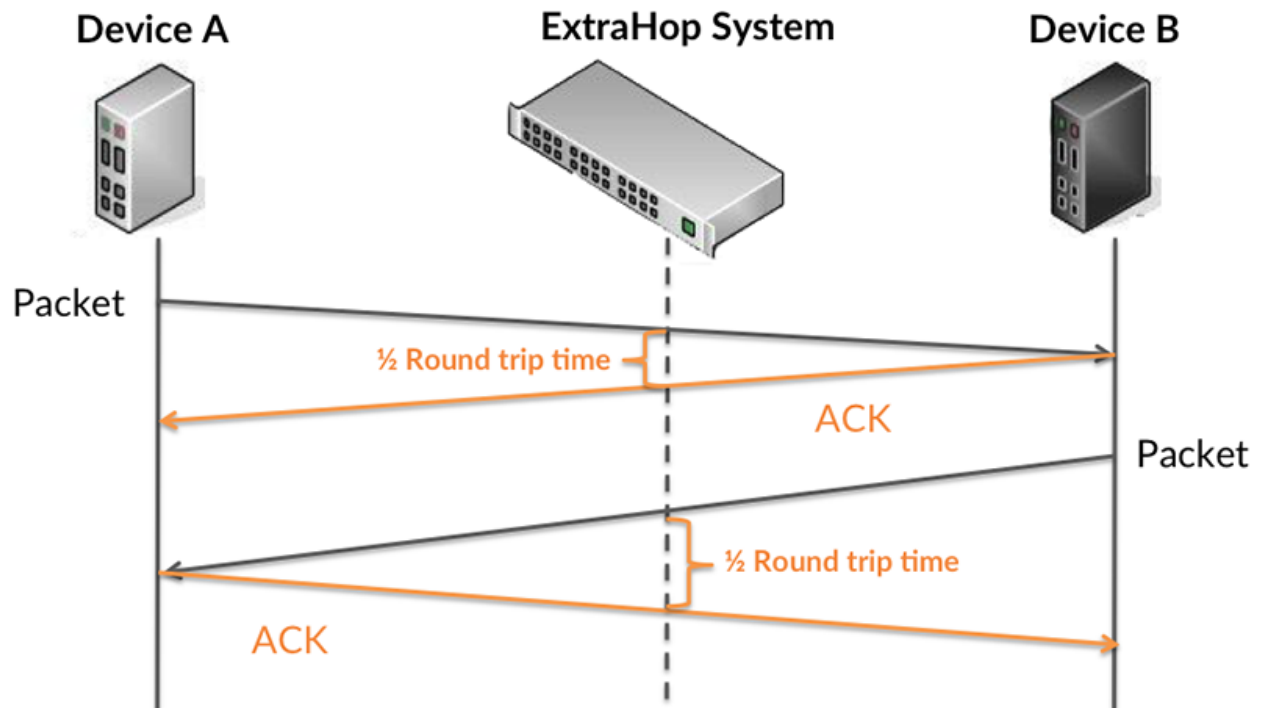 Device A
ExtraHop System
Device B
Packet
½ Round trip time
ACK
Packet
½ Round trip time
ACK